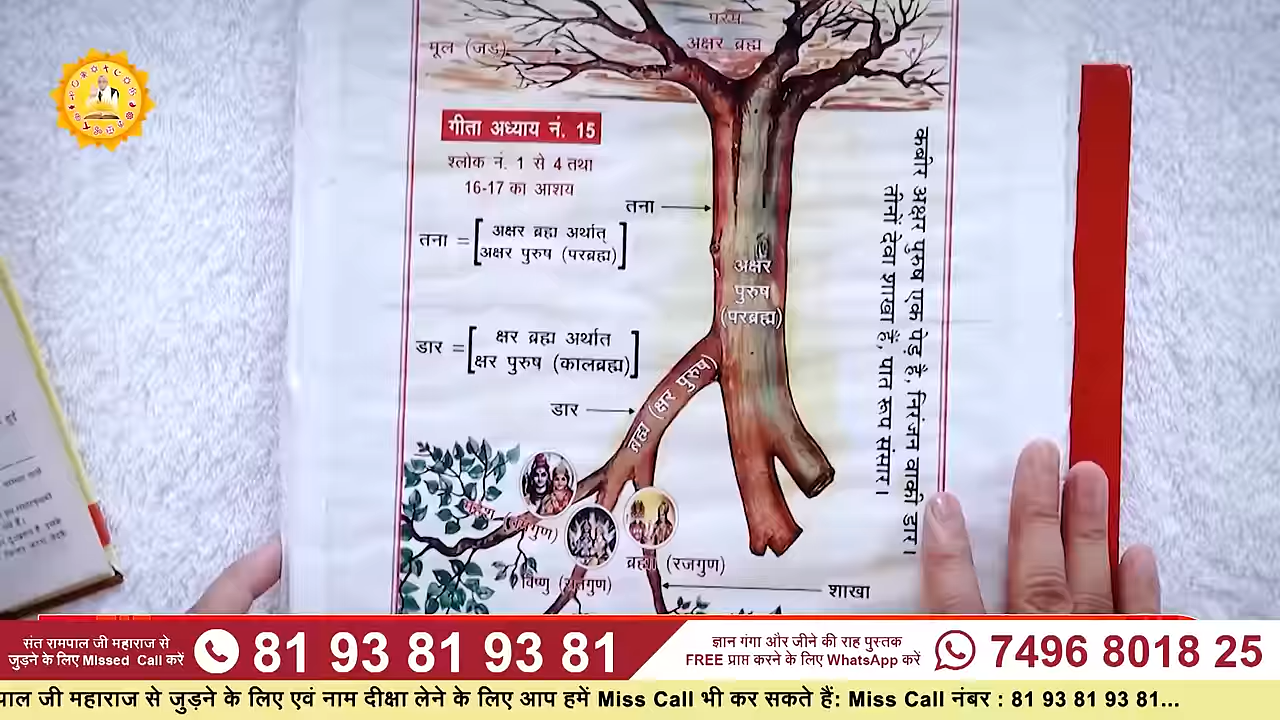 परम
अक्षर ब्रह्म
मूल (जड़)
गीता अध्याय नं. 15
श्लोक नं. 1 से 4 तथा
16-17 का आशय
तना
तना = [अक्षर ब्रह्म अर्थात्
अक्षर पुरुष (परब्रह्म)]
अक्षर
पुरुष
(परब्रह्म)
डार = [क्षर ब्रह्म अर्थात
क्षर पुरुष (कालब्रह्म)]
डार
ब्रह्म (क्षर पुरुष)
कबीर अक्षर पुरुष एक पेड़ है, निरंजन वाकी डार।
तीनों देवा शाखा हैं, पात रूप संसार।
(तमगुण)
विष्णु (सतगुण)
ब्रह्मा (रजगुण)
शाखा
संत रामपाल जी महाराज से
जुड़ने के लिए Missed Call करें
81 93 81 93 81
ज्ञान गंगा और जीने की राह पुस्तक
FREE प्राप्त करने के लिए WhatsApp करें
7496 8018 25
पाल जी महाराज से जुड़ने के लिए एवं नाम दीक्षा लेने के लिए आप हमें Miss Call भी कर सकते हैं: Miss Call नंबर : 81 93 81 93 81...